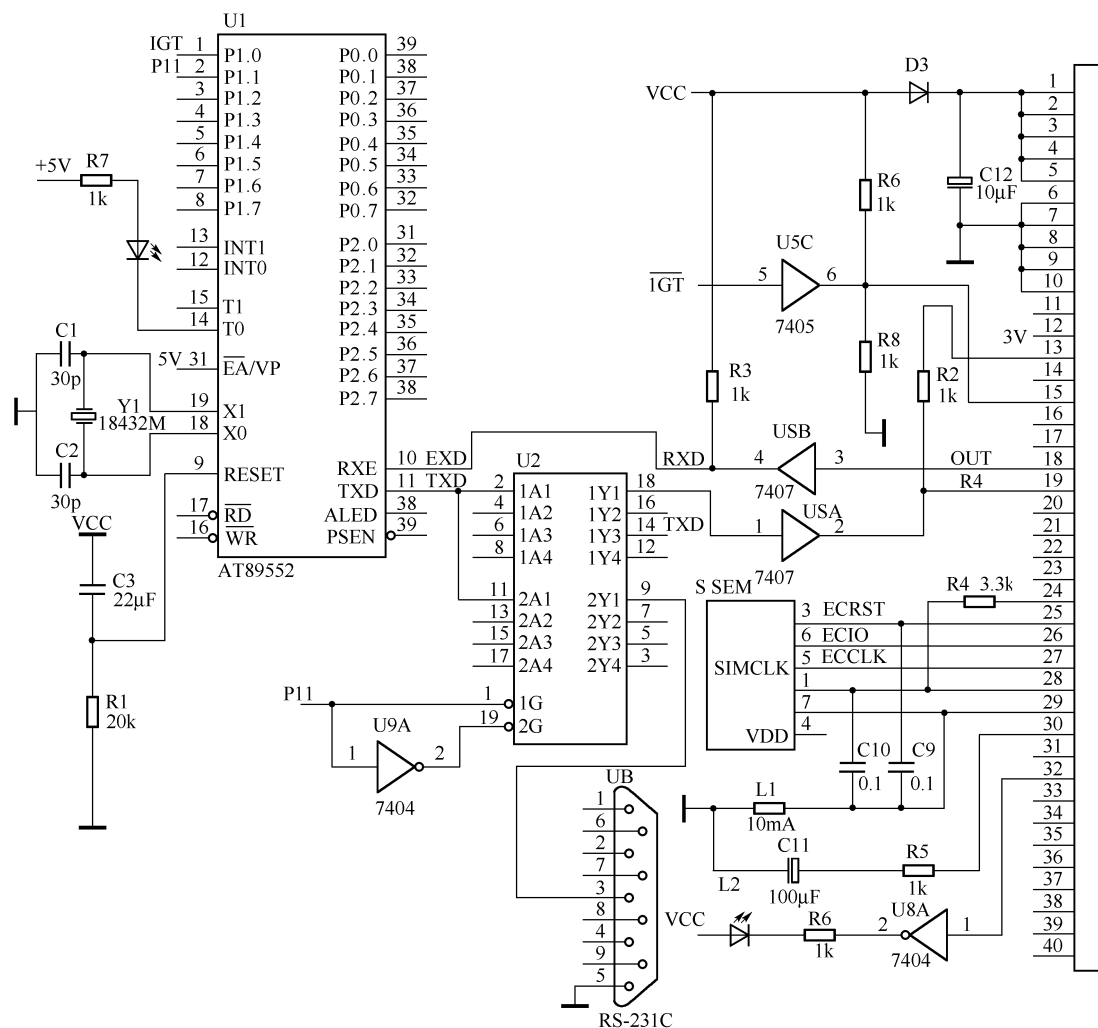 U1
IGT 1 P1.0 P0.0 39
P11 2 P1.1 P0.1 38
3 P1.2 P0.2 37
4 P1.3 P0.3 36
5 P1.4 P0.4 35
6 P1.5 P0.5 34
7 P1.6 P0.6 33
8 P1.7 P0.7 32
13 INT1 P2.0 31
12 INT0 P2.1 32
P2.2 33
15 T1 P2.3 34
14 T0 P2.4 35
5V 31 EA/VP P2.5 36
P2.6 37
19 X1 P2.7 38
18 X0
9 RESET RXE 10 EXD
TXD 11 TXD
17 RD ALED 38
16 WR PSEN 39
AT89552
+5V R7
1k
C1
30p
Y1
18432M
C2
30p
VCC
C3
22μF
R1
20k
U2
2 1A1 1Y1 18
4 1A2 1Y2 16
6 1A3 1Y3 14 TXD
8 1A4 1Y4 12
11 2A1 2Y1 9
13 2A2 2Y2 7
15 2A3 2Y3 5
17 2A4 2Y4 3
1 1G
19 2G
P11
U9A
1 2
7404
UB
1
6
2
7
3
8
4
9
5
RS-231C
VCC
D3
R6
1k
C12
10μF
U5C
1GT 5 6
7405
R8
1k
R3
1k
R2
1k
3V
USB
RXD 4 3 OUT
7407
R4
USA
1 2
7407
S SEM
R4 3.3k
3 ECRST
6 ECIO
SIMCLK 5 ECCLK
1
7
VDD 4
C10
0.1
C9
0.1
L1
10mA
C11
100μF
L2
R5
1k
VCC
R6
1k
U8A
2 1
7404
1
2
3
4
5
6
7
8
9
10
11
12
13
14
15
16
17
18
19
20
21
22
23
24
25
26
27
28
29
30
31
32
33
34
35
36
37
38
39
40